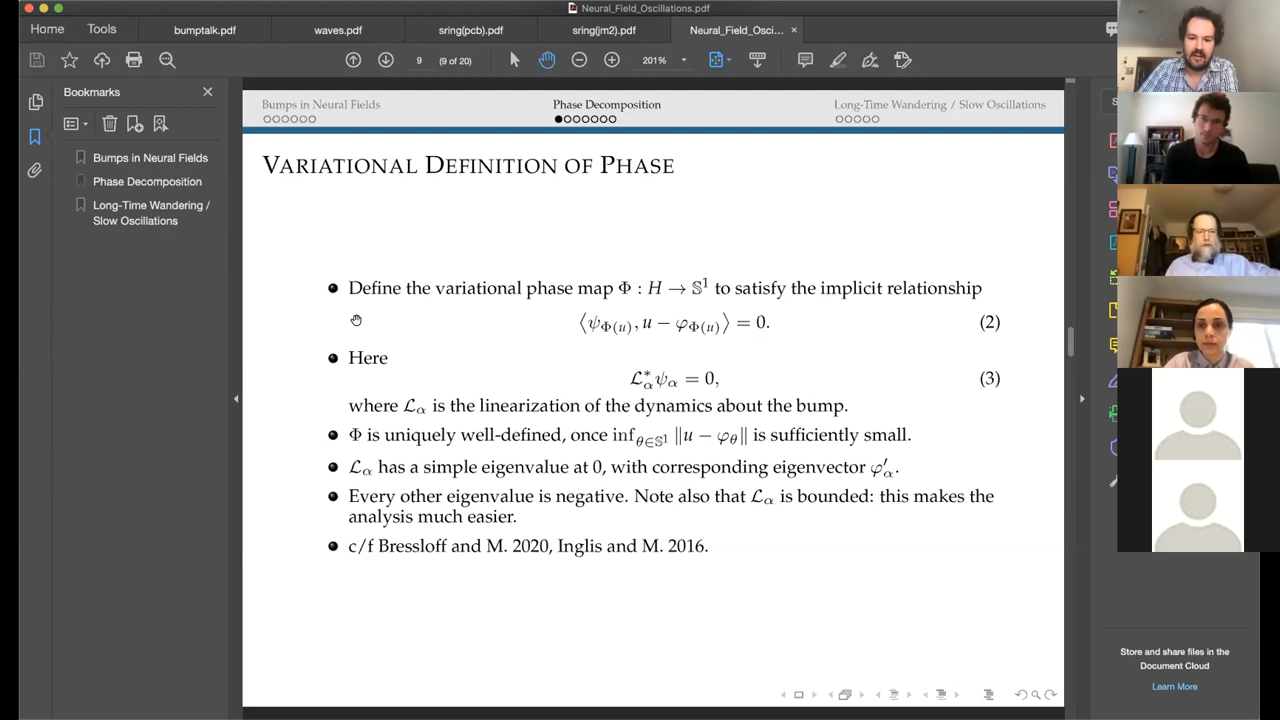 Neural_Field_Oscillations.pdf
Home
Tools
bumptalk.pdf
waves.pdf
sring(pcb).pdf
sring(jm2).pdf
Neural_Field_Osci...
9
(9 of 20)
201%
Bookmarks
Bumps in Neural Fields
Phase Decomposition
Long-Time Wandering /
Slow Oscillations
Bumps in Neural Fields
Phase Decomposition
Long-Time Wandering / Slow Oscillations
VARIATIONAL DEFINITION OF PHASE
Define the variational phase map Φ : H → 𝕊¹ to satisfy the implicit relationship
⟨ψ_Φ(u), u − φ_Φ(u)⟩ = 0. (2)
Here
ℒ*_α ψ_α = 0, (3)
where ℒ_α is the linearization of the dynamics about the bump.
Φ is uniquely well-defined, once inf_θ∈𝕊¹ ‖u − φ_θ‖ is sufficiently small.
ℒ_α has a simple eigenvalue at 0, with corresponding eigenvector φ′_α.
Every other eigenvalue is negative. Note also that ℒ_α is bounded: this makes the
analysis much easier.
c/f Bressloff and M. 2020, Inglis and M. 2016.
Store and share files in the
Document Cloud
Learn More